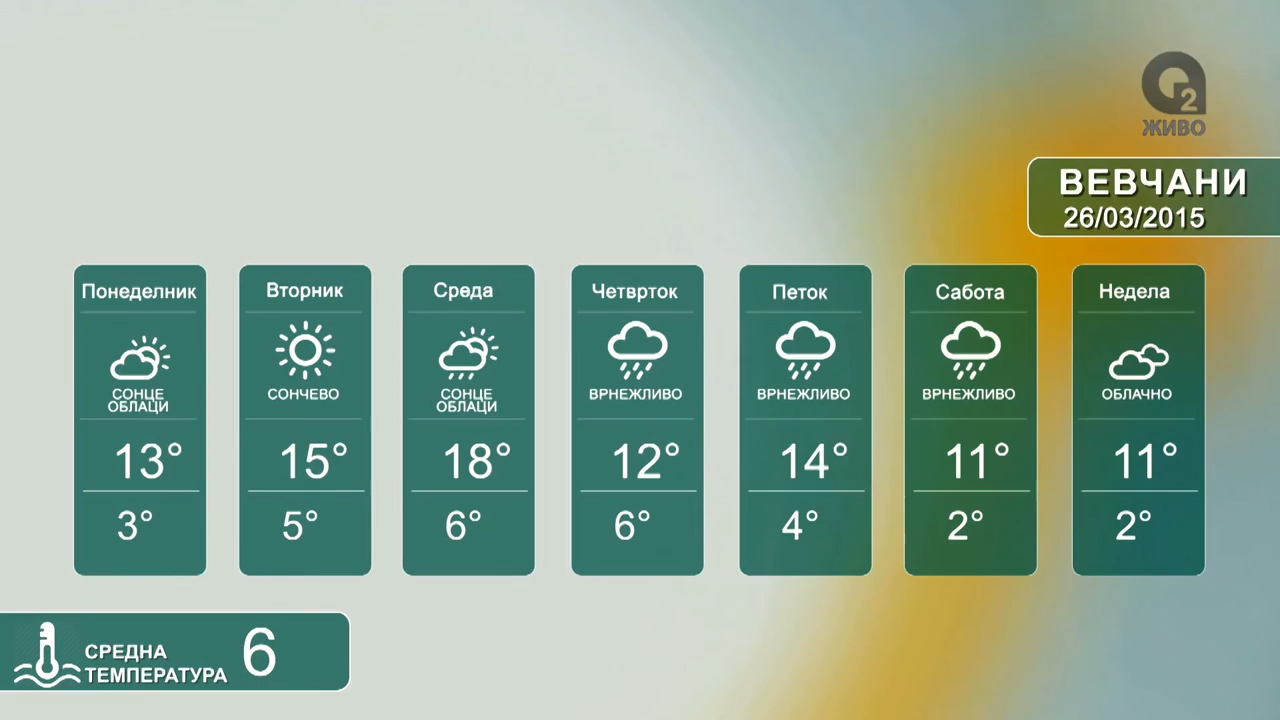 2
ЖИВО
ВЕВЧАНИ
26/03/2015
Понеделник
СОНЦЕ
ОБЛАЦИ
13°
3°
Вторник
СОНЧЕВО
15°
5°
Среда
СОНЦЕ
ОБЛАЦИ
18°
6°
Четврток
ВРНЕЖЛИВО
12°
6°
Петок
ВРНЕЖЛИВО
14°
4°
Сабота
ВРНЕЖЛИВО
11°
2°
Недела
ОБЛАЧНО
11°
2°
СРЕДНА
ТЕМПЕРАТУРА 6